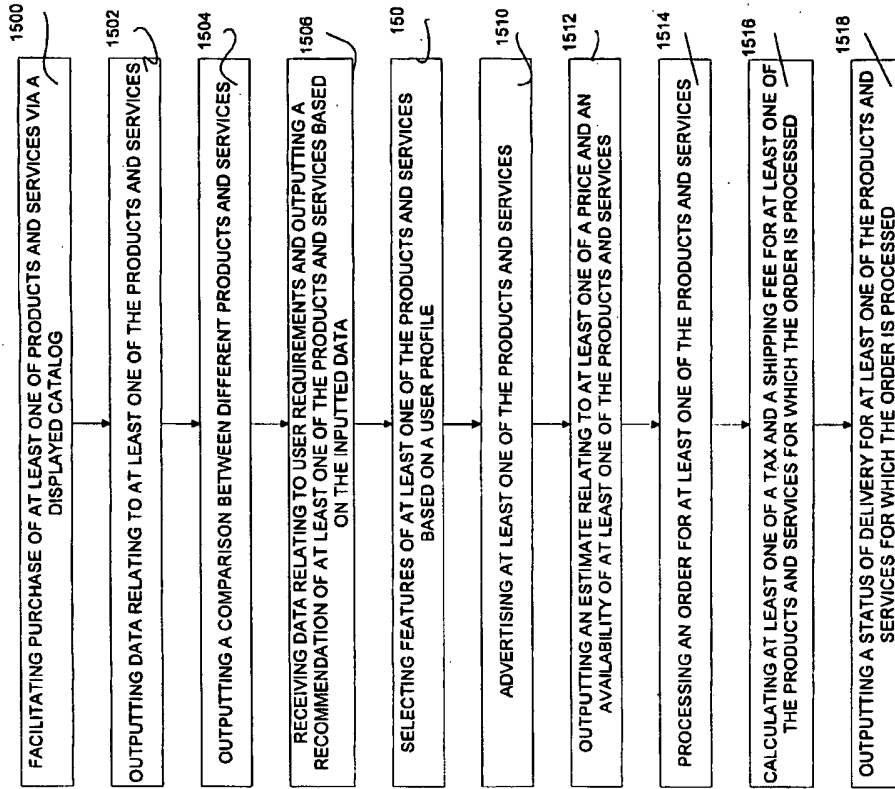 1500
FACILITATING PURCHASE OF AT LEAST ONE OF PRODUCTS AND SERVICES VIA A
DISPLAYED CATALOG
1502
OUTPUTTING DATA RELATING TO AT LEAST ONE OF THE PRODUCTS AND SERVICES
1504
OUTPUTTING A COMPARISON BETWEEN DIFFERENT PRODUCTS AND SERVICES
1506
RECEIVING DATA RELATING TO USER REQUIREMENTS AND OUTPUTTING A
RECOMMENDATION OF AT LEAST ONE OF THE PRODUCTS AND SERVICES BASED
ON THE INPUTTED DATA
150
SELECTING FEATURES OF AT LEAST ONE OF THE PRODUCTS AND SERVICES
BASED ON A USER PROFILE
1510
ADVERTISING AT LEAST ONE OF THE PRODUCTS AND SERVICES
1512
OUTPUTTING AN ESTIMATE RELATING TO AT LEAST ONE OF A PRICE AND AN
AVAILABILITY OF AT LEAST ONE OF THE PRODUCTS AND SERVICES
1514
PROCESSING AN ORDER FOR AT LEAST ONE OF THE PRODUCTS AND SERVICES
1516
CALCULATING AT LEAST ONE OF A TAX AND A SHIPPING FEE FOR AT LEAST ONE OF
THE PRODUCTS AND SERVICES FOR WHICH THE ORDER IS PROCESSED
1518
OUTPUTTING A STATUS OF DELIVERY FOR AT LEAST ONE OF THE PRODUCTS AND
SERVICES FOR WHICH THE ORDER IS PROCESSED